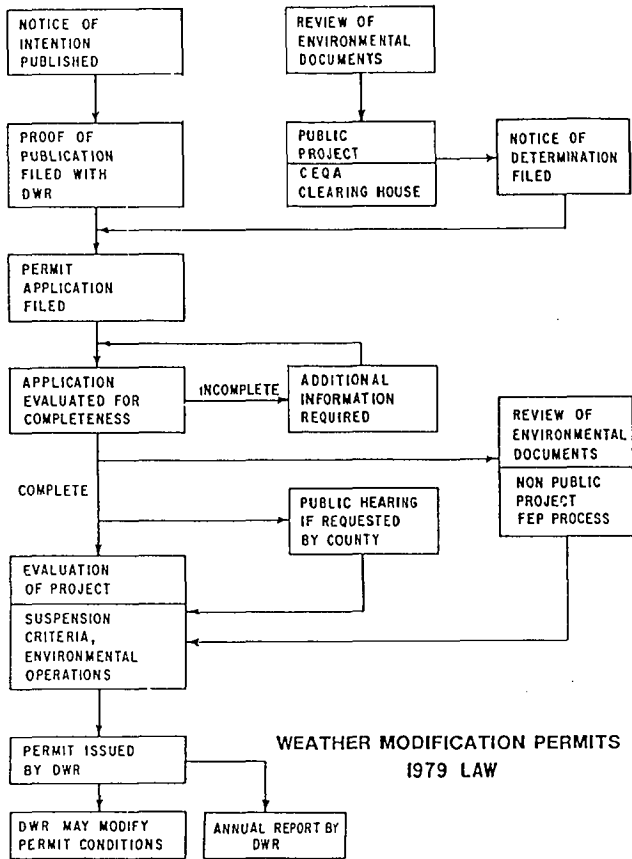 NOTICE OF
INTENTION
PUBLISHED
REVIEW OF
ENVIRONMENTAL
DOCUMENTS
PROOF OF
PUBLICATION
FILED WITH
DWR
PUBLIC
PROJECT
CEQA
CLEARING HOUSE
NOTICE OF
DETERMINATION
FILED
PERMIT
APPLICATION
FILED
APPLICATION
EVALUATED FOR
COMPLETENESS
INCOMPLETE
ADDITIONAL
INFORMATION
REQUIRED
REVIEW OF
ENVIRONMENTAL
DOCUMENTS
NON PUBLIC
PROJECT
FEP PROCESS
COMPLETE
PUBLIC HEARING
IF REQUESTED
BY COUNTY
EVALUATION
OF PROJECT
SUSPENSION
CRITERIA,
ENVIRONMENTAL
OPERATIONS
PERMIT ISSUED
BY DWR
WEATHER MODIFICATION PERMITS
1979 LAW
DWR MAY MODIFY
PERMIT CONDITIONS
ANNUAL REPORT BY
DWR